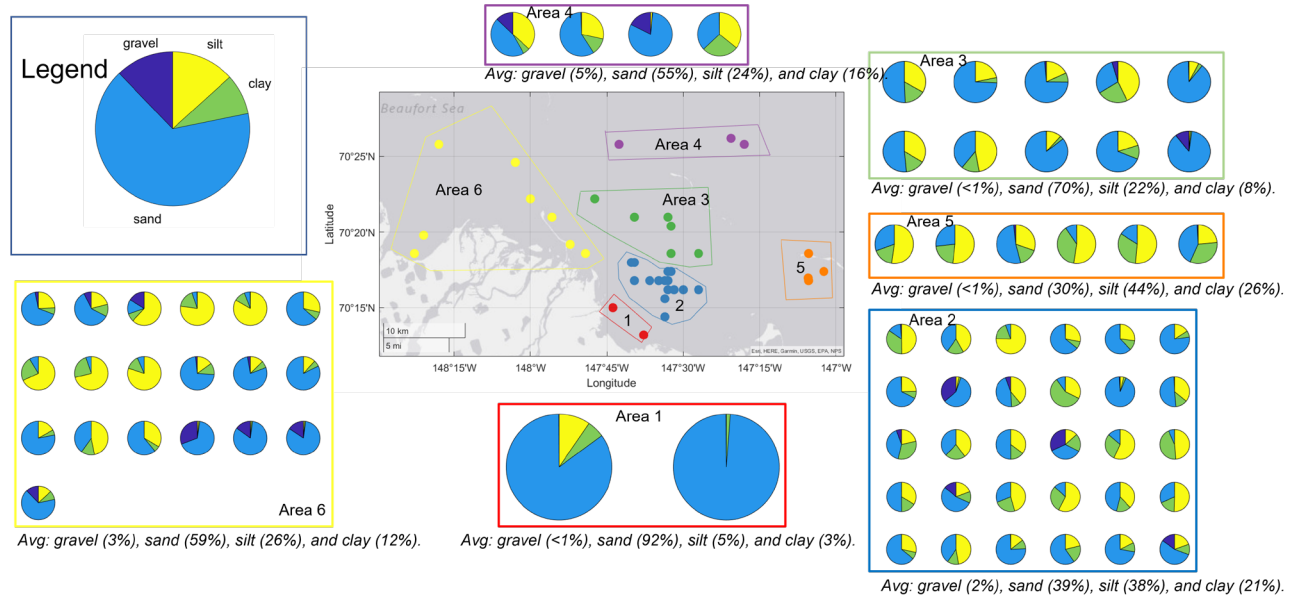 Legend
gravel
silt
clay
sand
Area 4
Avg: gravel (5%), sand (55%), silt (24%), and clay (16%).
Area 3
Avg: gravel (<1%), sand (70%), silt (22%), and clay (8%).
Area 5
Avg: gravel (<1%), sand (30%), silt (44%), and clay (26%).
Area 2
Avg: gravel (2%), sand (39%), silt (38%), and clay (21%).
Area 1
Avg: gravel (<1%), sand (92%), silt (5%), and clay (3%).
Area 6
Avg: gravel (3%), sand (59%), silt (26%), and clay (12%).
Beaufort Sea
Area 4
Area 6
Area 3
5
2
1
70°25'N
70°20'N
70°15'N
Latitude
10 km
5 mi
Esri, HERE, Garmin, USGS, EPA, NPS
148°15'W
148°W
147°45'W
147°30'W
147°15'W
147°W
Longitude